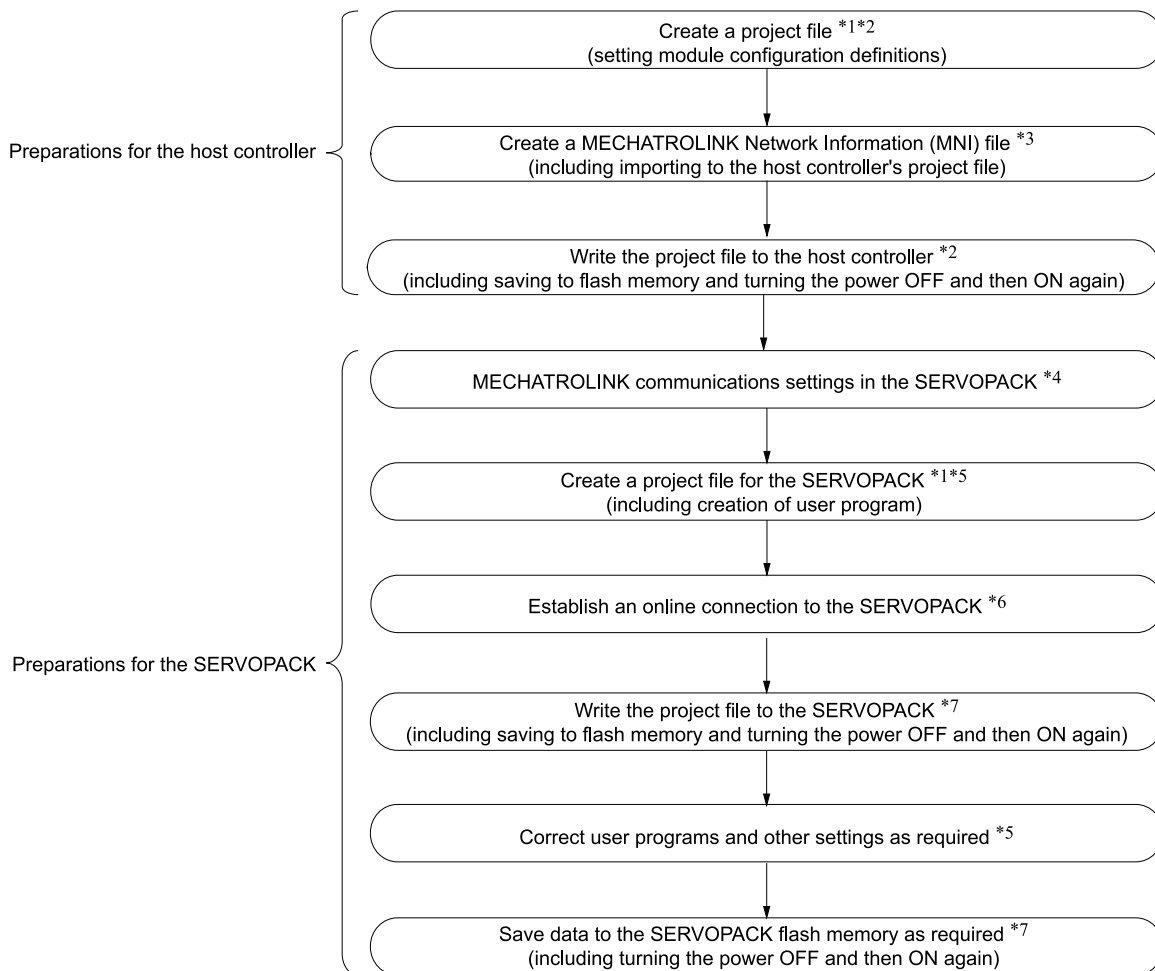 Create a project file *1*2
(setting module configuration definitions)
Preparations for the host controller
Create a MECHATROLINK Network Information (MNI) file *3
(including importing to the host controller's project file)
Write the project file to the host controller *2
(including saving to flash memory and turning the power OFF and then ON again)
MECHATROLINK communications settings in the SERVOPACK *4
Create a project file for the SERVOPACK *1*5
(including creation of user program)
Establish an online connection to the SERVOPACK *6
Preparations for the SERVOPACK
Write the project file to the SERVOPACK *7
(including saving to flash memory and turning the power OFF and then ON again)
Correct user programs and other settings as required *5
Save data to the SERVOPACK flash memory as required *7
(including turning the power OFF and then ON again)